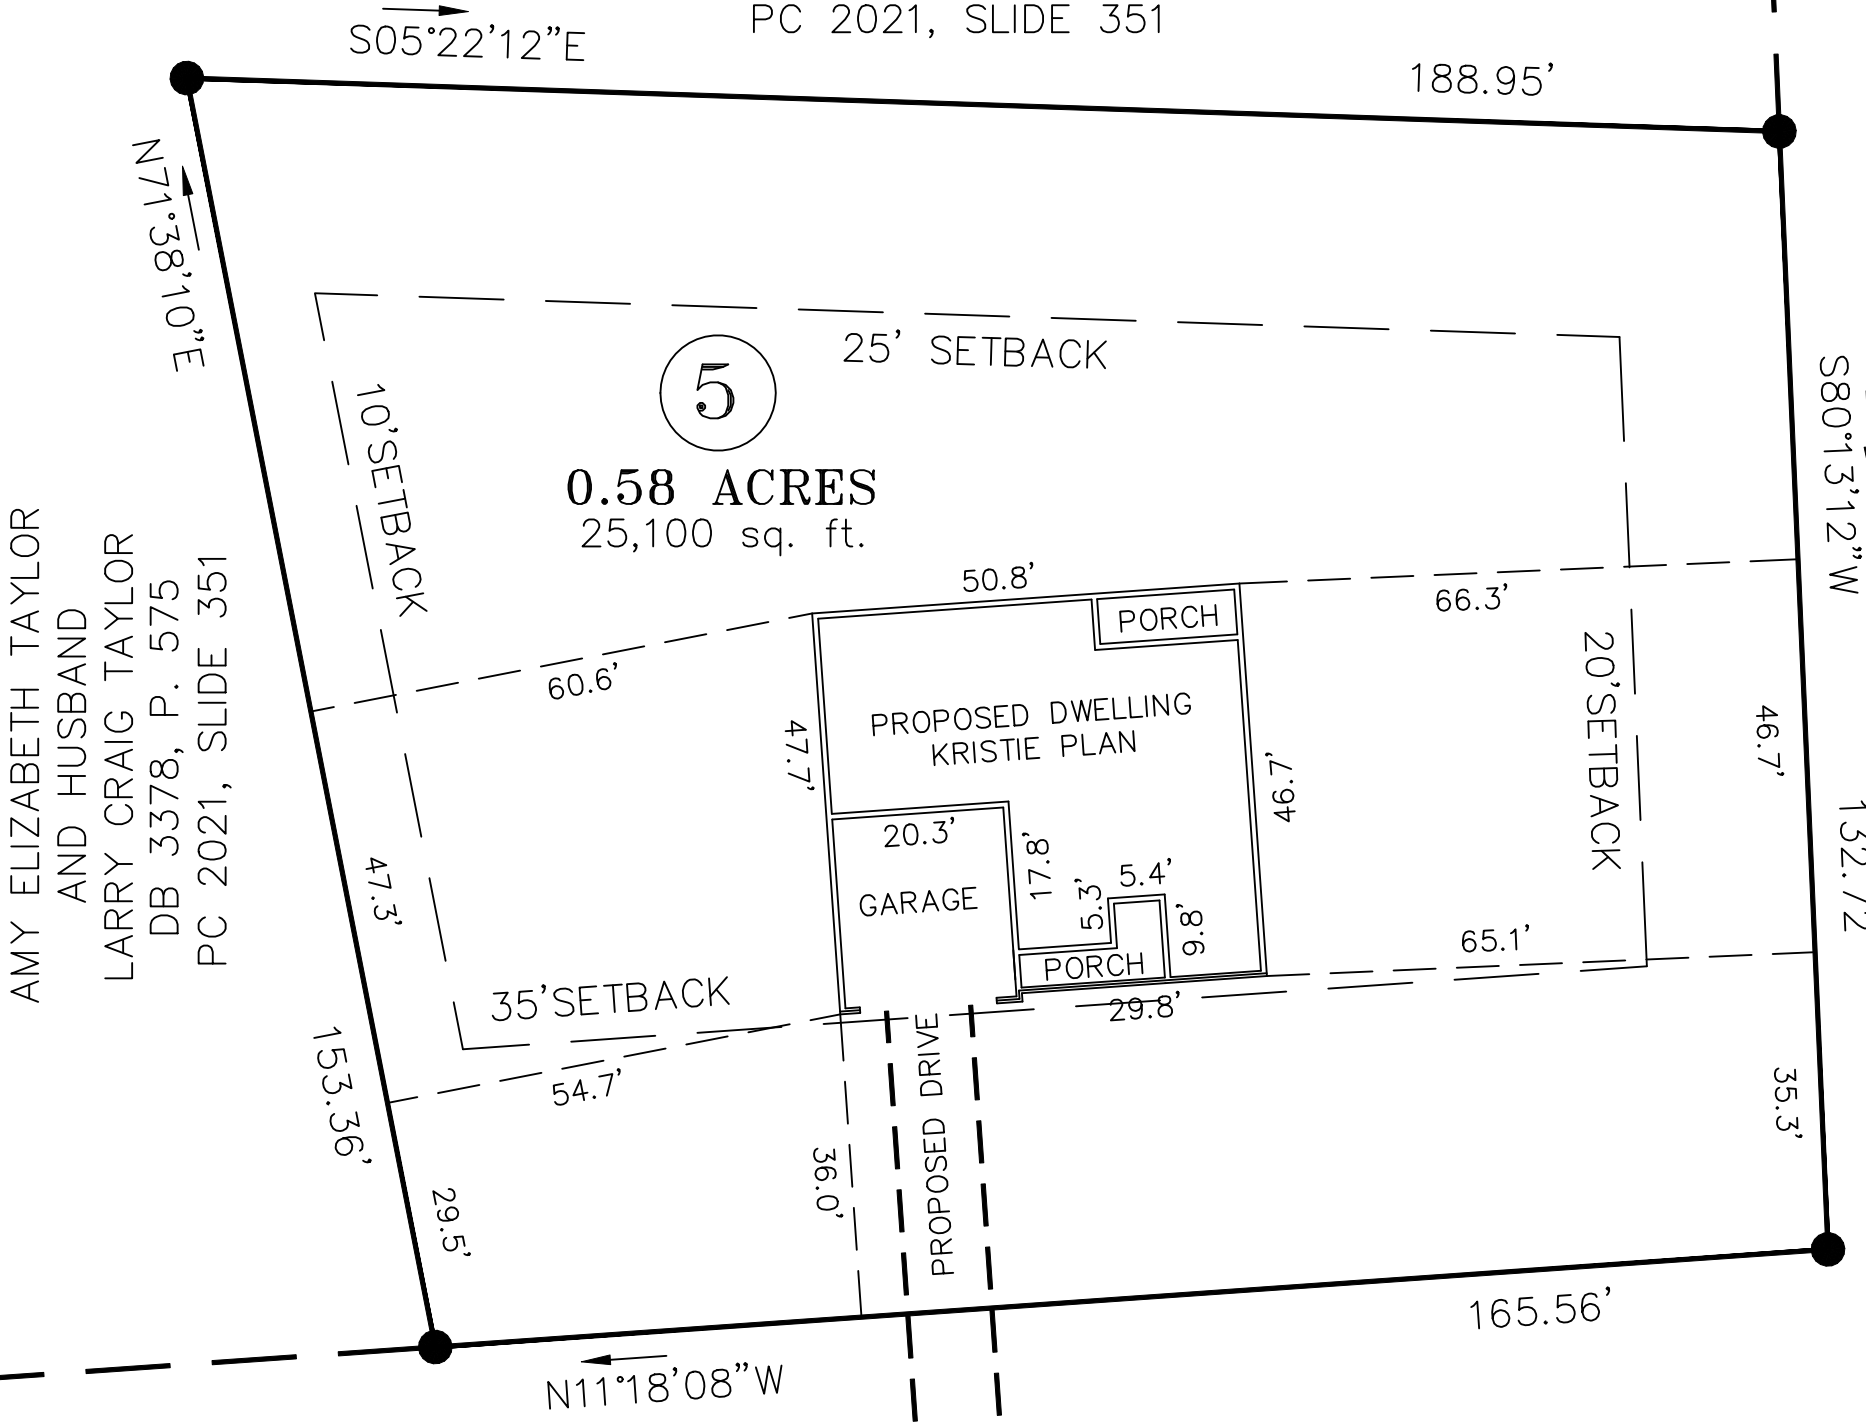 PC 2021, SLIDE 351
S05°22'12"E
188.95'
N71°38'10"E
25' SETBACK
5
10'SETBACK
0.58 ACRES
25,100 sq. ft.
S80°13'12"W
AMY ELIZABETH TAYLOR
AND HUSBAND
LARRY CRAIG TAYLOR
DB 3378, P. 575
PC 2021, SLIDE 351
50.8'
PORCH
66.3'
60.6'
20'SETBACK
PROPOSED DWELLING
KRISTIE PLAN
47.7'
46.7'
46.7'
20.3'
17.8'
5.4'
5.3'
9.8'
GARAGE
47.3'
132.72
65.1'
PORCH
35'SETBACK
29.8'
54.7'
153.36'
PROPOSED DRIVE
36.0'
35.3'
29.5'
165.56'
N11°18'08"W